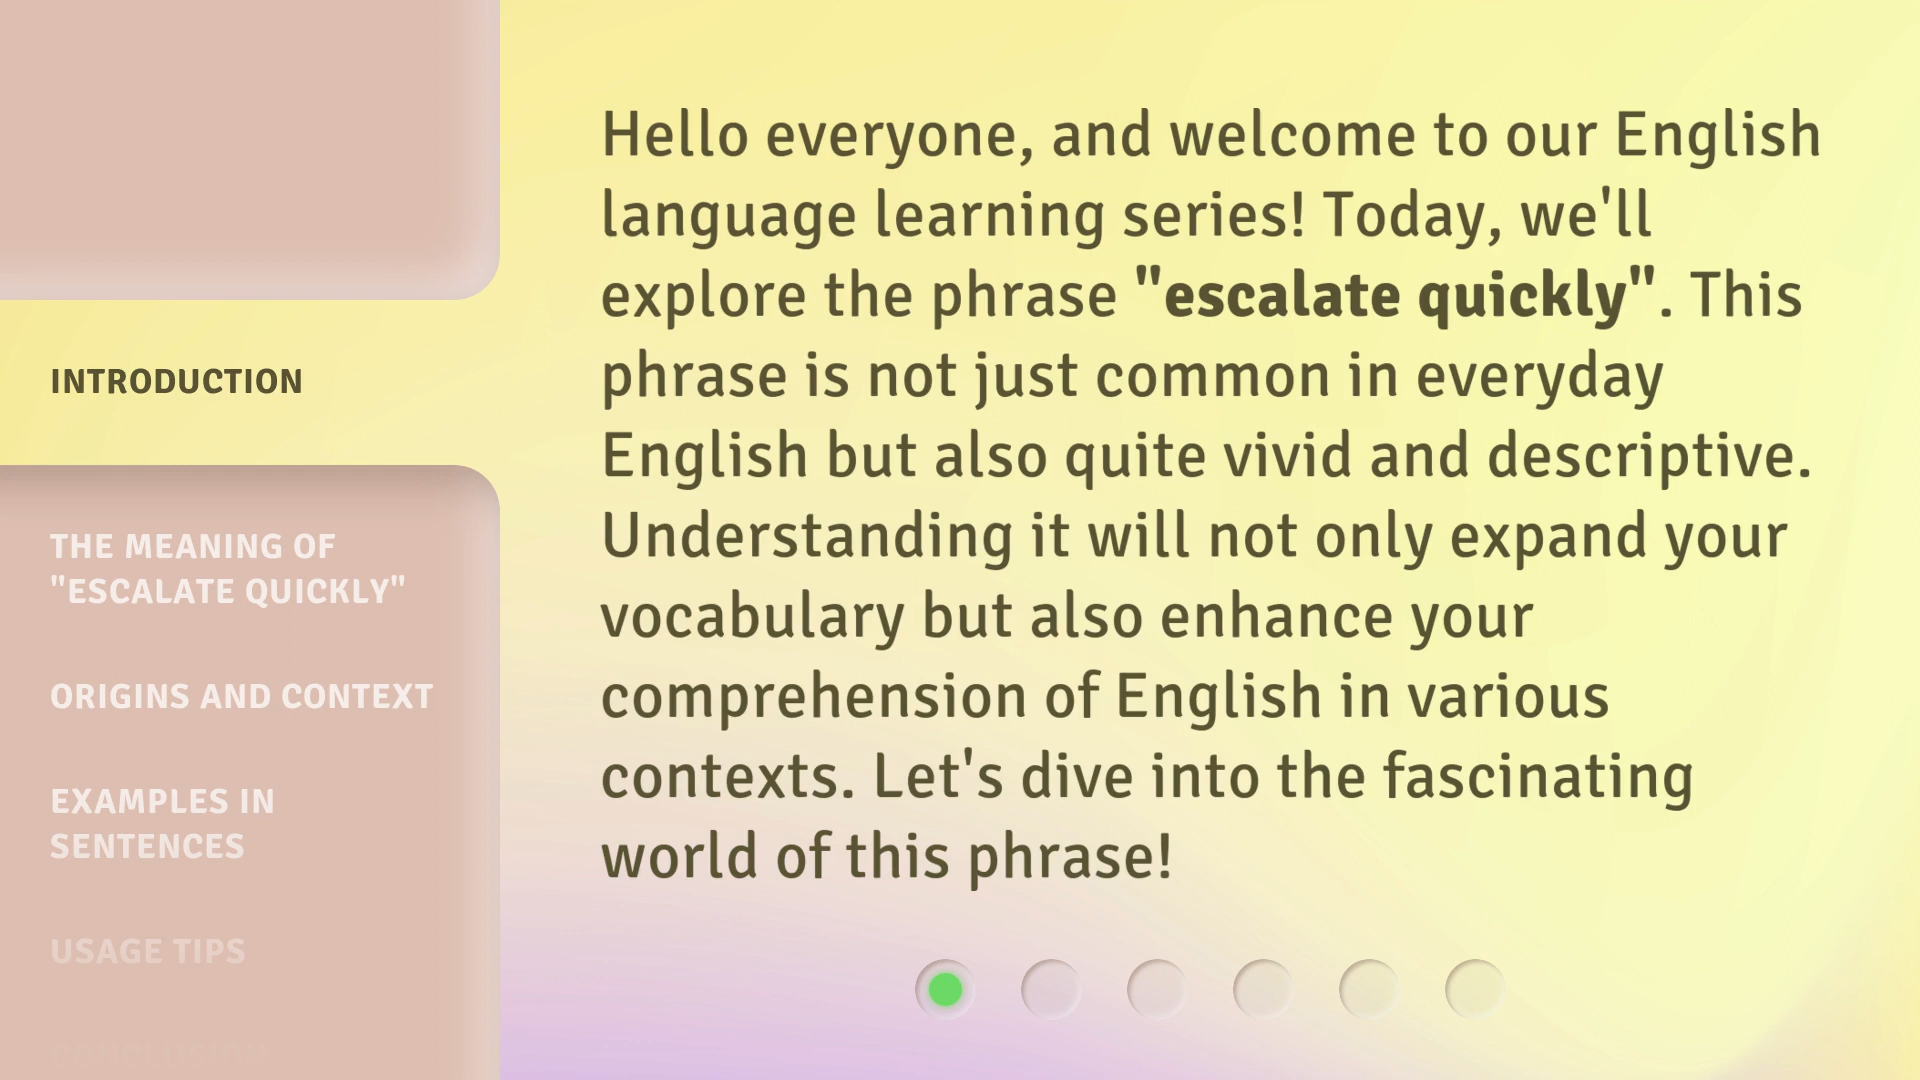 INTRODUCTION
THE MEANING OF
"ESCALATE QUICKLY"
ORIGINS AND CONTEXT
EXAMPLES IN
SENTENCES
USAGE TIPS
CONCLUSION
Hello everyone, and welcome to our English
language learning series! Today, we'll
explore the phrase "escalate quickly". This
phrase is not just common in everyday
English but also quite vivid and descriptive.
Understanding it will not only expand your
vocabulary but also enhance your
comprehension of English in various
contexts. Let's dive into the fascinating
world of this phrase!